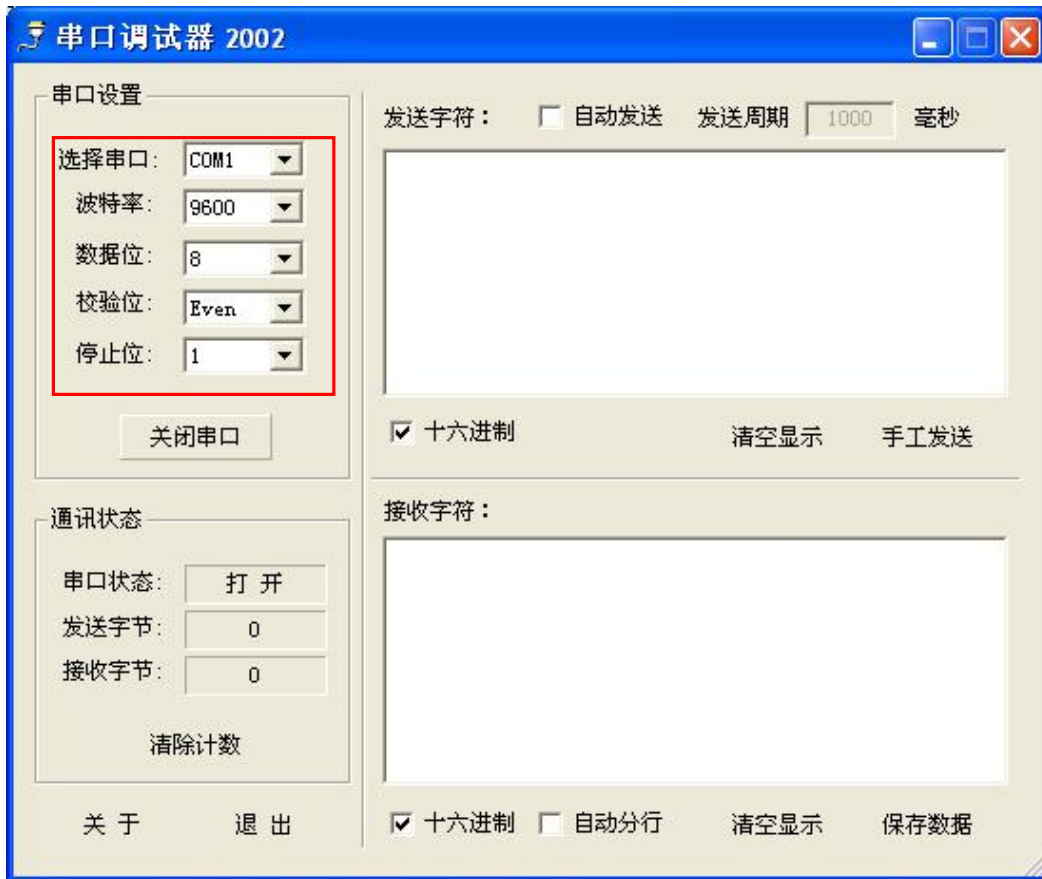 串口调试器 2002
串口设置
选择串口: COM1
波特率: 9600
数据位: 8
校验位: Even
停止位: 1
关闭串口
通讯状态
串口状态: 打 开
发送字节: 0
接收字节: 0
清除计数
关 于 退 出
发送字符： 自动发送 发送周期 1000 毫秒
十六进制 清空显示 手工发送
接收字符：
十六进制 自动分行 清空显示 保存数据